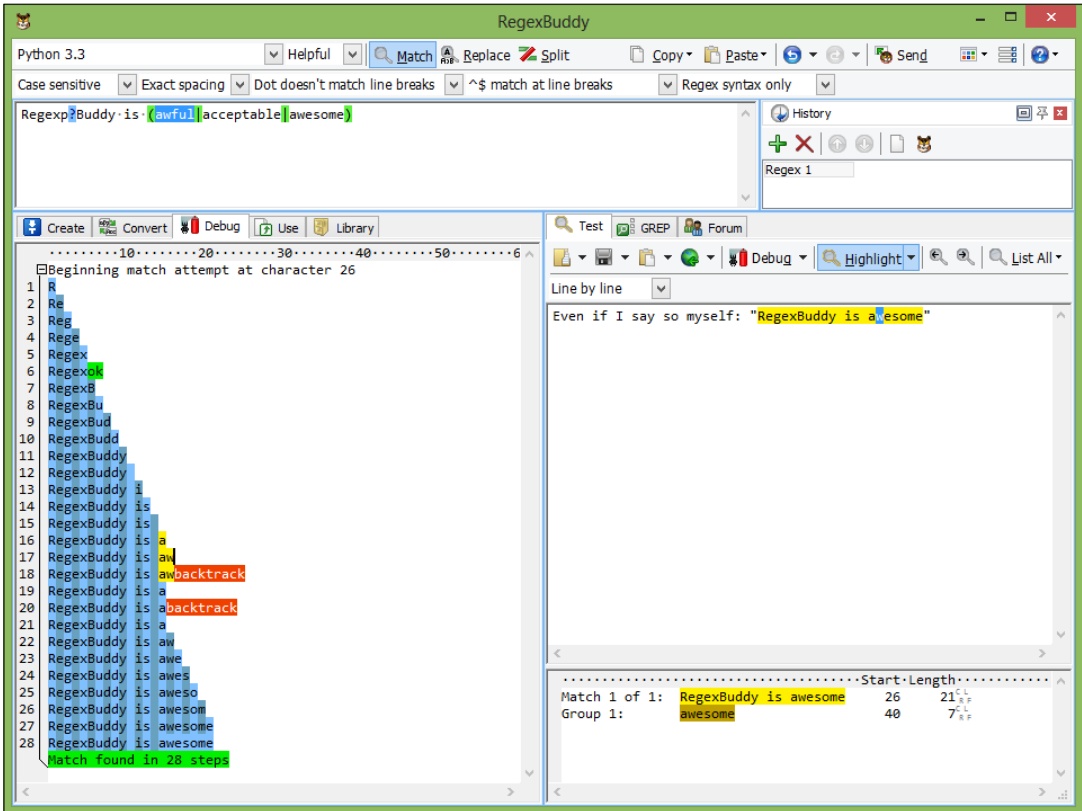 RegexBuddy
Python 3.3 Helpful Match Replace Split Copy Paste Send
Case sensitive Exact spacing Dot doesn't match line breaks ^$ match at line breaks Regex syntax only
Regexp?Buddy·is·(awful|acceptable|awesome)
History
Regex 1
Create Convert Debug Use Library
·········10········20········30········40········50········6
Beginning match attempt at character 26
1 R
2 Re
3 Reg
4 Rege
5 Regex
6 Regexok
7 RegexB
8 RegexBu
9 RegexBud
10 RegexBudd
11 RegexBuddy
12 RegexBuddy
13 RegexBuddy i
14 RegexBuddy is
15 RegexBuddy is
16 RegexBuddy is a
17 RegexBuddy is aw
18 RegexBuddy is awbacktrack
19 RegexBuddy is a
20 RegexBuddy is abacktrack
21 RegexBuddy is a
22 RegexBuddy is aw
23 RegexBuddy is awe
24 RegexBuddy is awes
25 RegexBuddy is aweso
26 RegexBuddy is awesom
27 RegexBuddy is awesome
28 RegexBuddy is awesome
Match found in 28 steps
Test GREP Forum
Debug Highlight List All
Line by line
Even if I say so myself: "RegexBuddy is awesome"
Start·Length
Match 1 of 1: RegexBuddy is awesome 26 21
Group 1: awesome 40 7